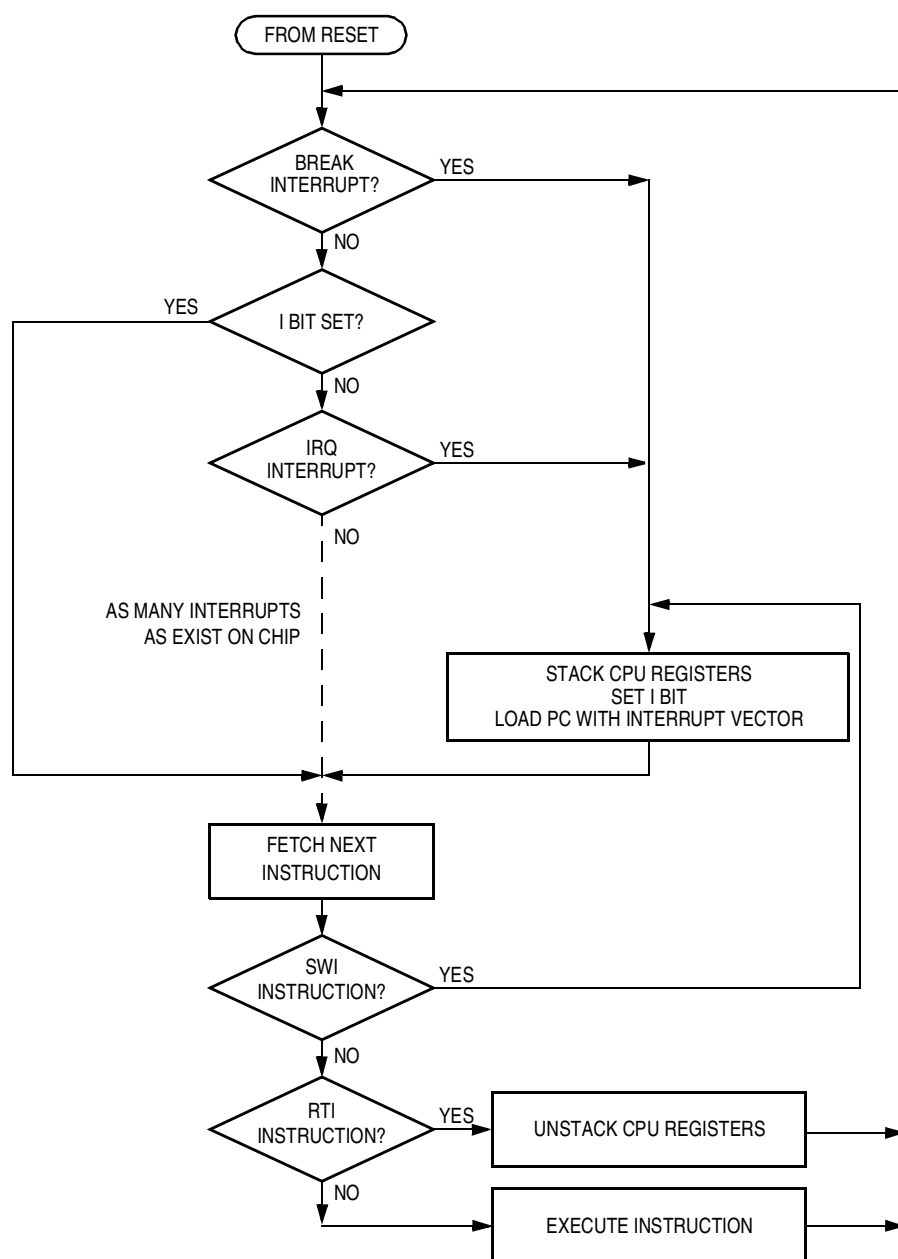 FROM RESET
BREAK
INTERRUPT?
YES
NO
YES
I BIT SET?
NO
IRQ
INTERRUPT?
YES
NO
AS MANY INTERRUPTS
AS EXIST ON CHIP
STACK CPU REGISTERS
SET I BIT
LOAD PC WITH INTERRUPT VECTOR
FETCH NEXT
INSTRUCTION
SWI
INSTRUCTION?
YES
NO
RTI
INSTRUCTION?
YES
UNSTACK CPU REGISTERS
NO
EXECUTE INSTRUCTION